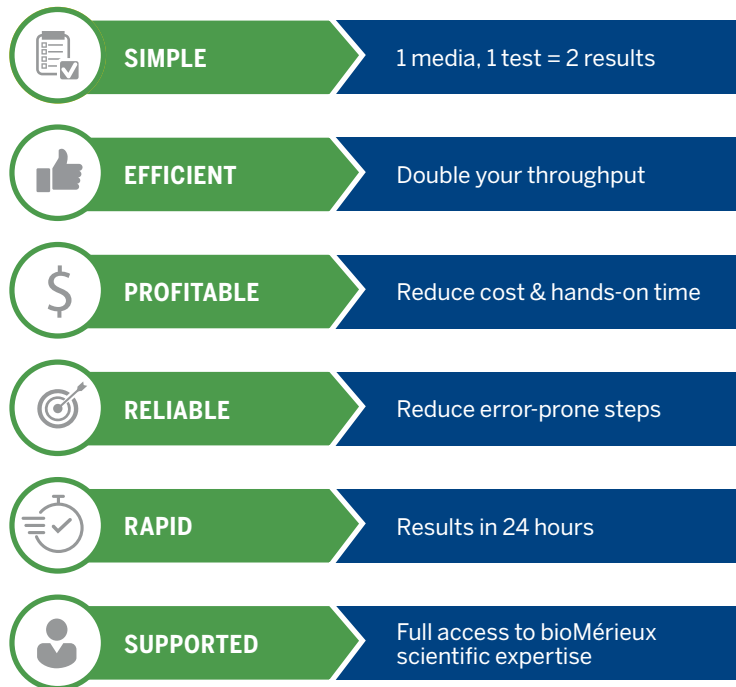 SIMPLE
1 media, 1 test = 2 results
EFFICIENT
Double your throughput
PROFITABLE
Reduce cost & hands-on time
RELIABLE
Reduce error-prone steps
RAPID
Results in 24 hours
SUPPORTED
Full access to bioMérieux
scientific expertise